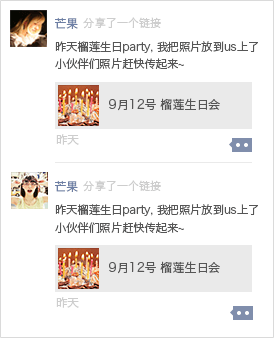 芒果 分享了一个链接
昨天榴莲生日party, 我把照片放到us上了
小伙伴们照片赶快传起来~
9月12号 榴莲生日会
昨天
芒果 分享了一个链接
昨天榴莲生日party, 我把照片放到us上了
小伙伴们照片赶快传起来~
9月12号 榴莲生日会
昨天